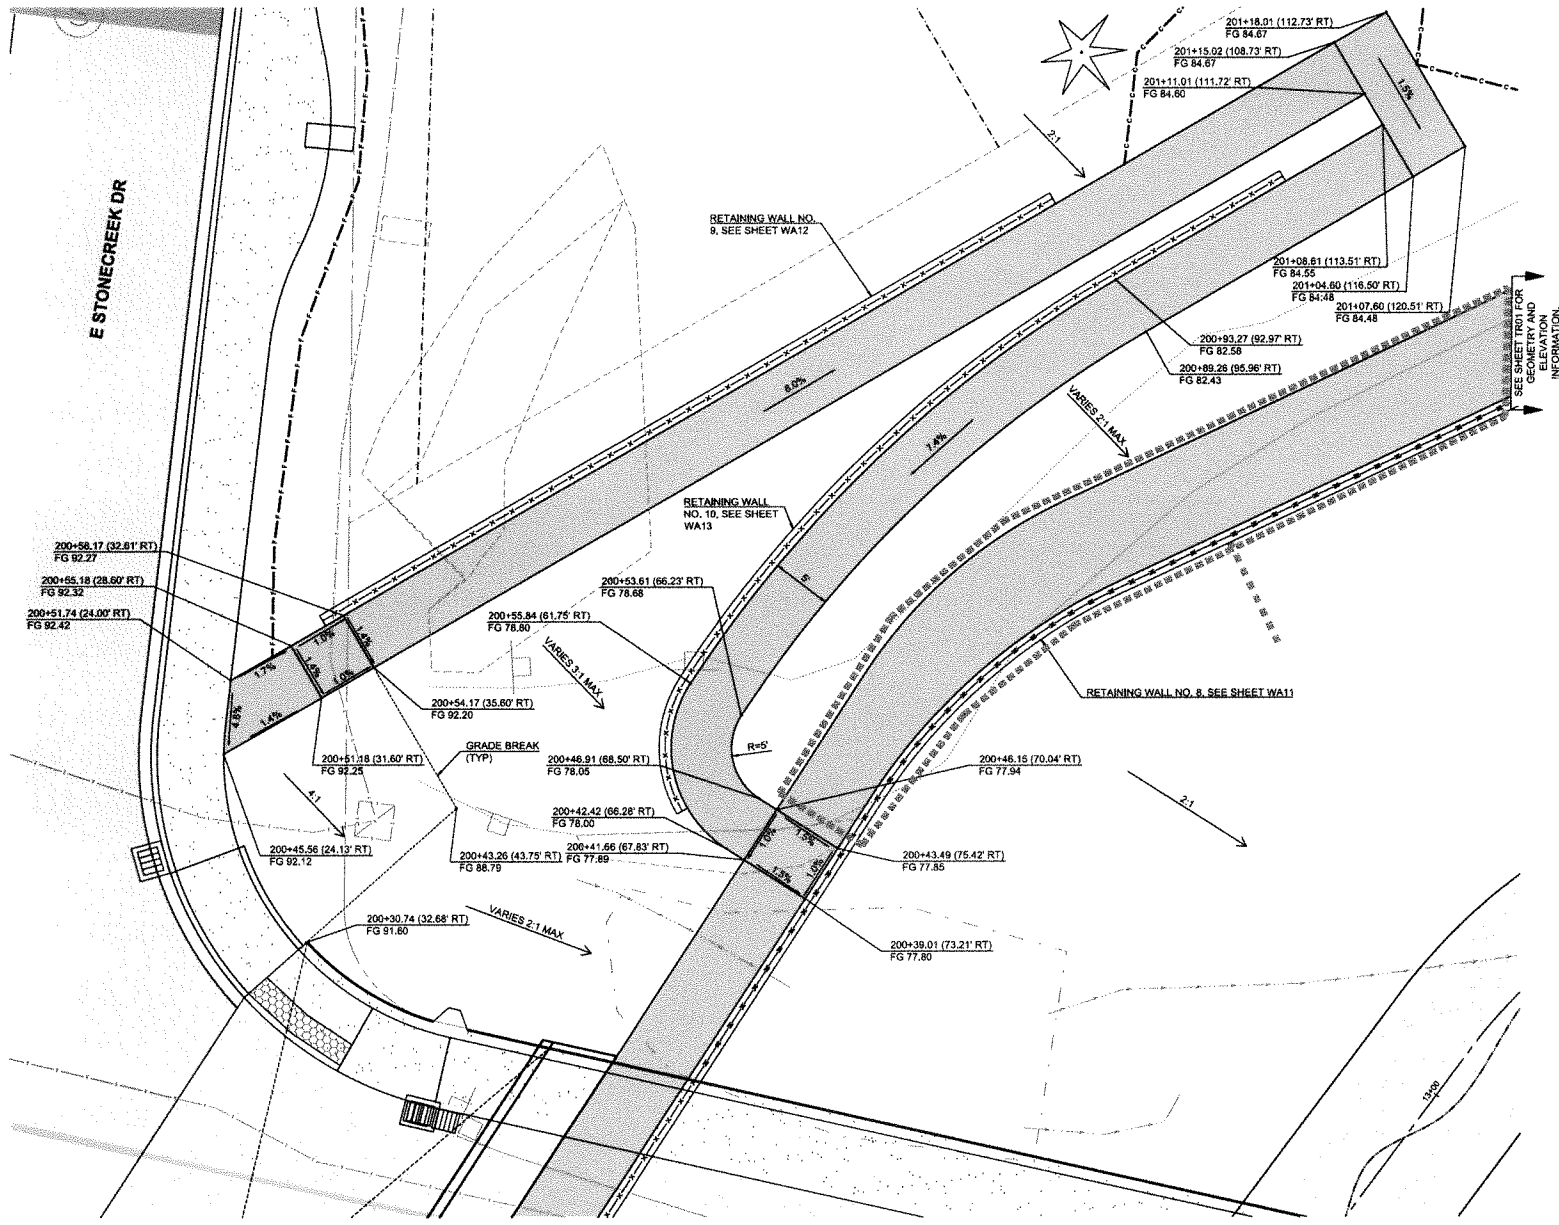 201+18.01 (112.73' RT)
FG 84.67
201+15.02 (108.73' RT)
FG 84.67
201+11.01 (111.72' RT)
FG 84.60
1.5%
2:1
E STONECREEK DR
RETAINING WALL NO.
9, SEE SHEET WA12
201+08.61 (113.51' RT)
FG 84.55
201+04.60 (116.50' RT)
FG 84.48
201+07.60 (120.51' RT)
FG 84.48
SEE SHEET TR01 FOR
GEOMETRY AND
ELEVATION
INFORMATION.
200+93.27 (92.97' RT)
FG 82.58
200+89.26 (95.96' RT)
FG 82.43
8.0%
VARIES 2:1 MAX
7.4%
RETAINING WALL
NO. 10, SEE SHEET
WA13
200+58.17 (32.61' RT)
FG 92.27
200+55.18 (28.60' RT)
FG 92.32
200+51.74 (24.00' RT)
FG 92.42
5'
200+53.61 (66.23' RT)
FG 78.68
200+55.84 (61.75' RT)
FG 78.80
1.0%
1.4%
1.7%
1.4%
1.0%
4.8%
1.4%
VARIES 3:1 MAX
RETAINING WALL NO. 8, SEE SHEET WA11
200+54.17 (35.60' RT)
FG 92.20
GRADE BREAK
(TYP)
R=5'
200+51.18 (31.60' RT)
FG 92.25
200+46.91 (68.50' RT)
FG 78.05
200+46.15 (70.04' RT)
FG 77.94
4:1
2:1
200+42.42 (66.28' RT)
FG 78.00
200+45.56 (24.13' RT)
FG 92.12
200+43.26 (43.75' RT)
FG 88.79
200+41.66 (67.83' RT)
FG 77.89
1.0%
1.5%
1.5%
1.0%
200+43.49 (75.42' RT)
FG 77.85
200+30.74 (32.68' RT)
FG 91.60
VARIES 2:1 MAX
200+39.01 (73.21' RT)
FG 77.80
13+00